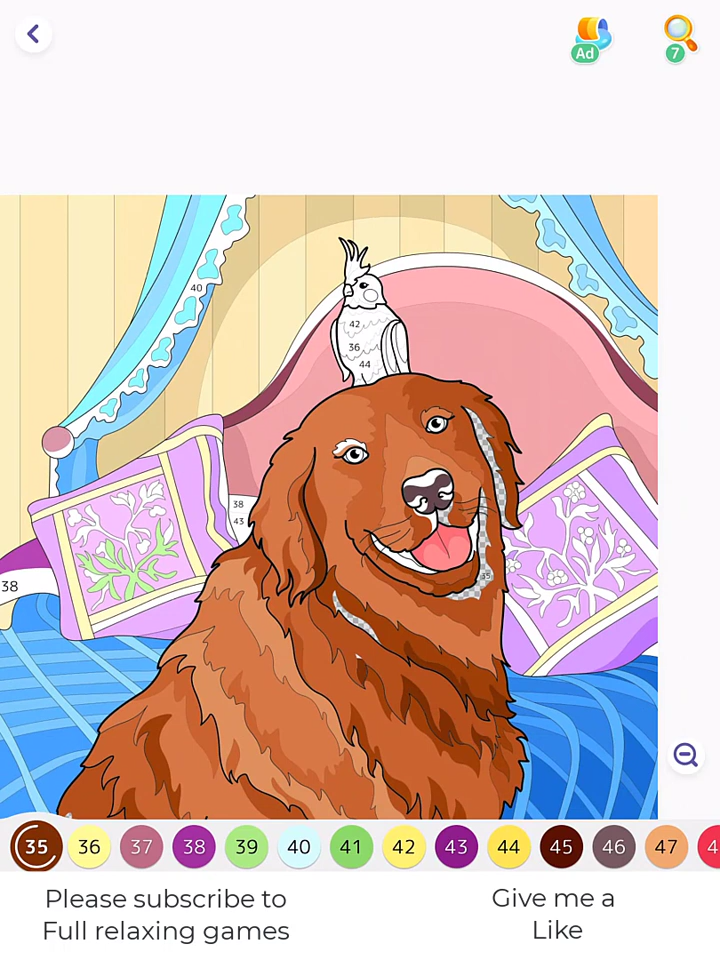 Ad
7
40
42
36
44
38
43
35
38
35 36 37 38 39 40 41 42 43 44 45 46 47 4
Please subscribe to
Full relaxing games
Give me a
Like